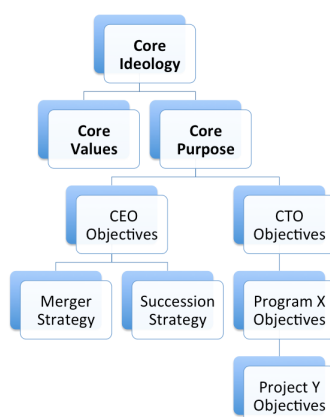 Core
Ideology
Core
Values
Core
Purpose
CEO
Objectives
CTO
Objectives
Merger
Strategy
Succession
Strategy
Program X
Objectives
Project Y
Objectives